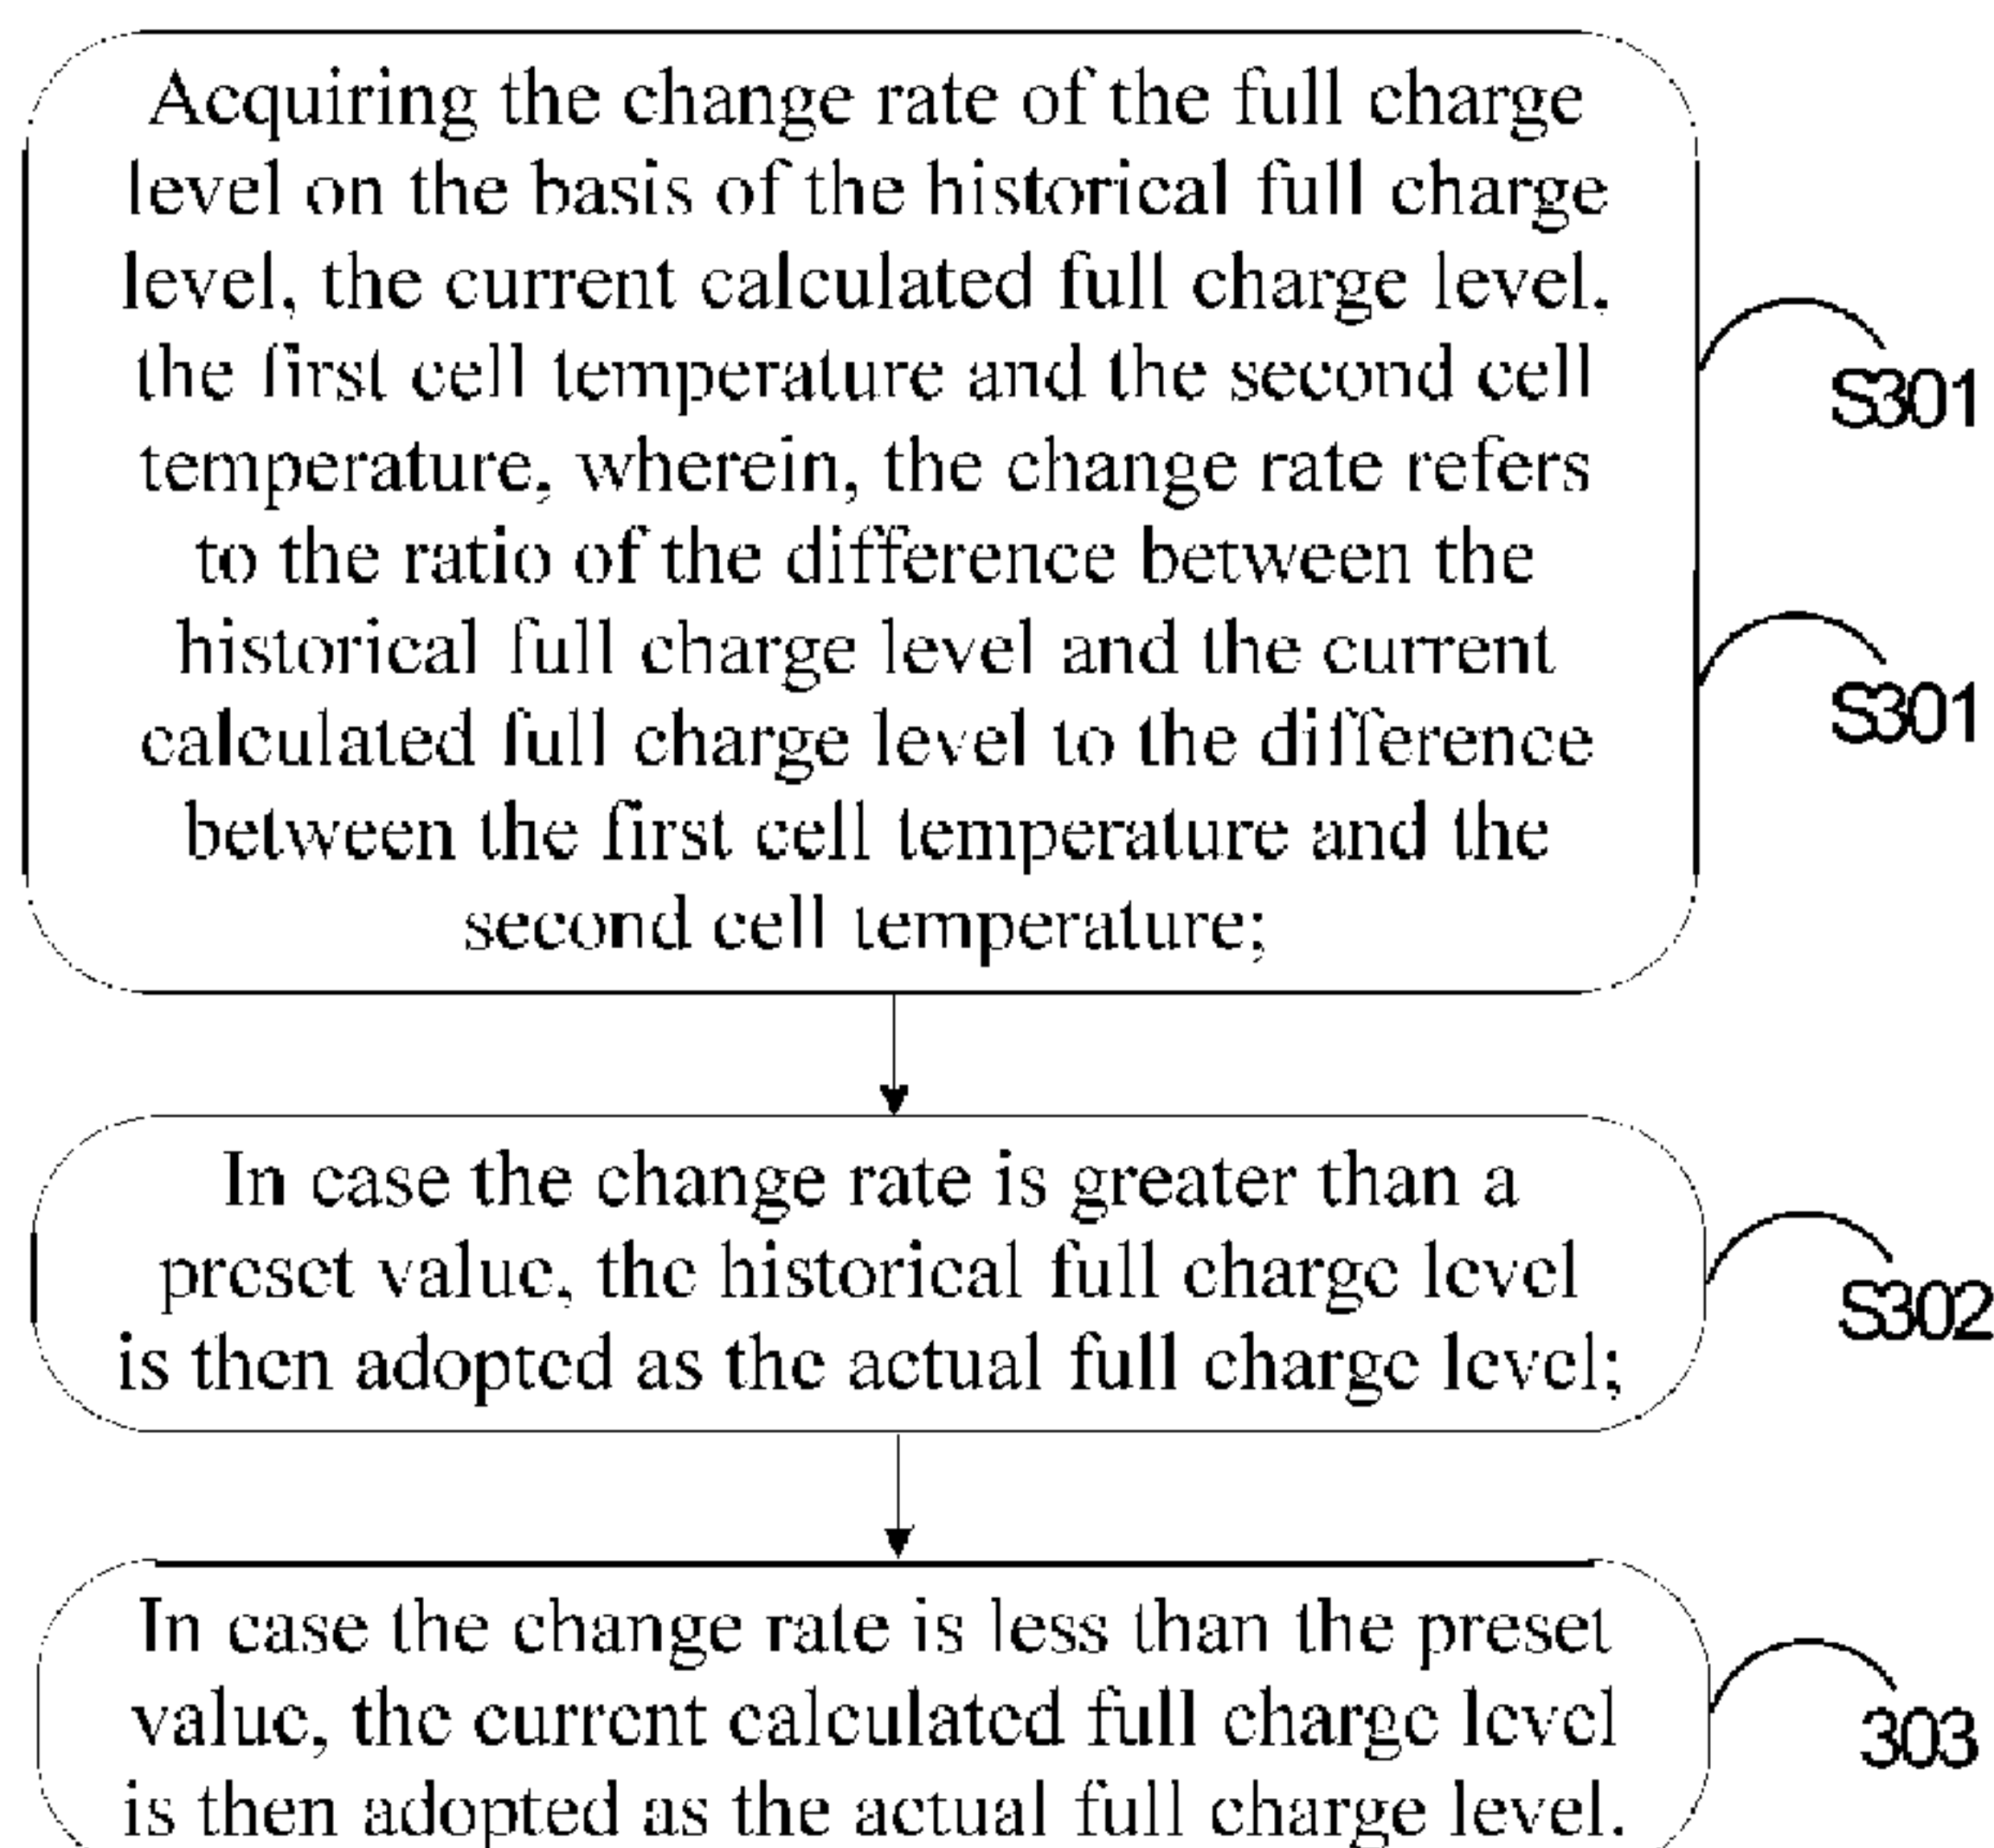 Acquiring the change rate of the full charge
level on the basis of the historical full charge
level, the current calculated full charge level,
the first cell temperature and the second cell
temperature, wherein, the change rate refers
to the ratio of the difference between the
historical full charge level and the current
calculated full charge level to the difference
between the first cell temperature and the
second cell temperature;
S301
S301
In case the change rate is greater than a
preset value, the historical full charge level
is then adopted as the actual full charge level;
S302
In case the change rate is less than the preset
value, the current calculated full charge level
is then adopted as the actual full charge level.
303